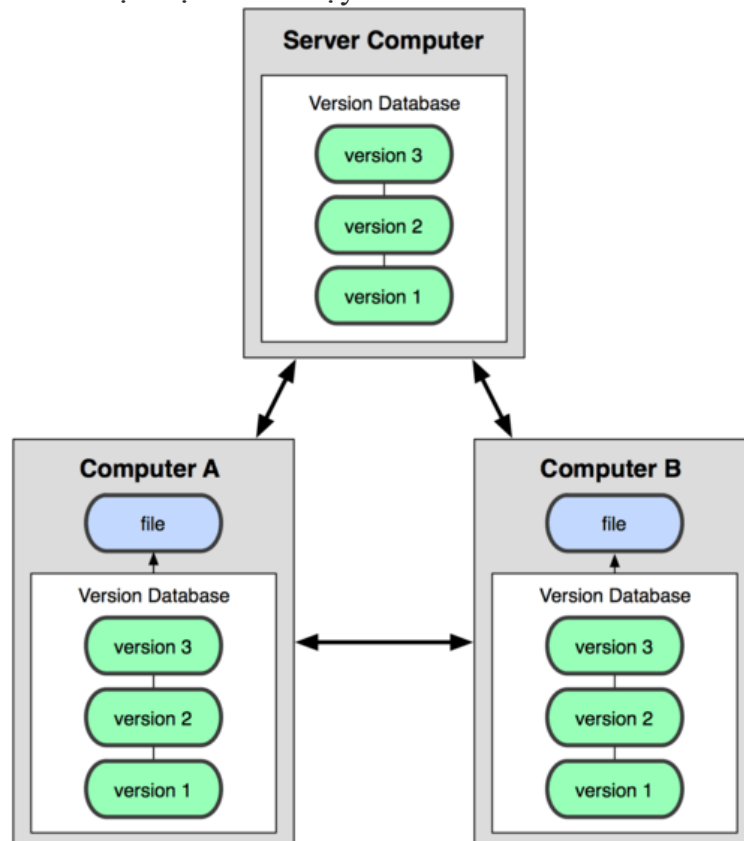 Server Computer
Version Database
version 3
version 2
version 1
Computer A
file
Version Database
version 3
version 2
version 1
Computer B
file
Version Database
version 3
version 2
version 1